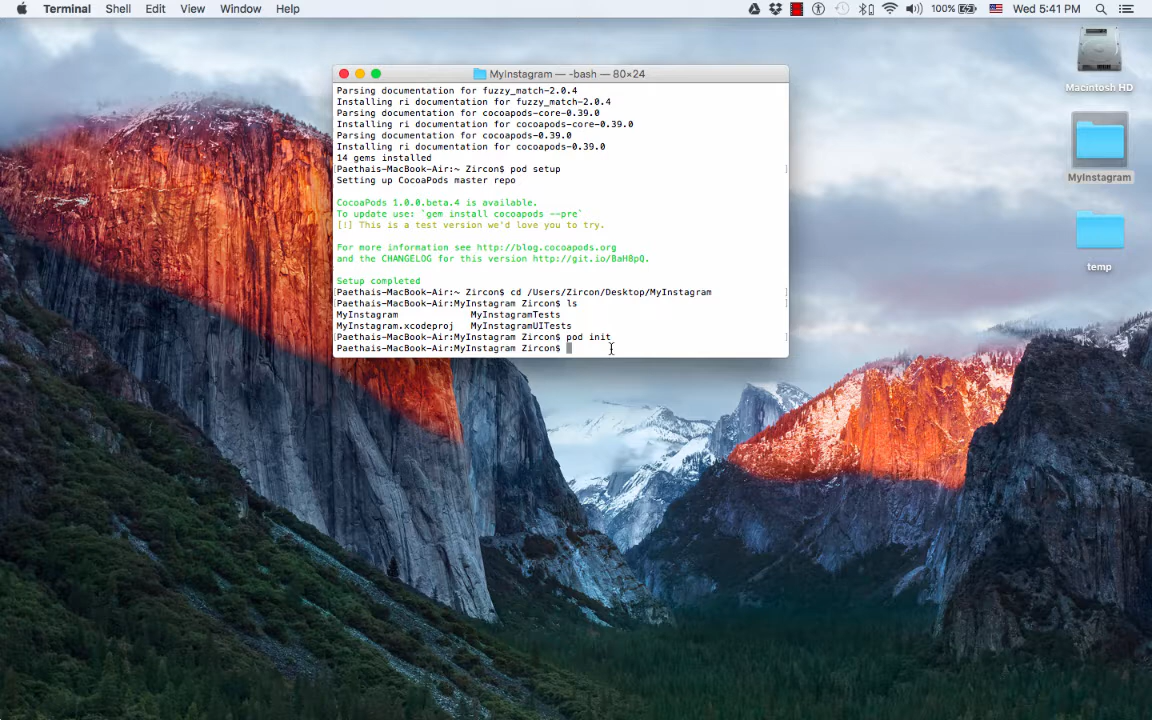 Terminal Shell Edit View Window Help 100% Wed 5:41 PM
MyInstagram — -bash — 80×24
Parsing documentation for fuzzy_match-2.0.4
Installing ri documentation for fuzzy_match-2.0.4
Parsing documentation for cocoapods-core-0.39.0
Installing ri documentation for cocoapods-core-0.39.0
Parsing documentation for cocoapods-0.39.0
Installing ri documentation for cocoapods-0.39.0
14 gems installed
Paethais-MacBook-Air:~ Zircon$ pod setup
Setting up CocoaPods master repo
CocoaPods 1.0.0.beta.4 is available.
To update use: `gem install cocoapods --pre`
[!] This is a test version we'd love you to try.
For more information see http://blog.cocoapods.org
and the CHANGELOG for this version http://git.io/BaH8pQ.
Setup completed
Paethais-MacBook-Air:~ Zircon$ cd /Users/Zircon/Desktop/MyInstagram
Paethais-MacBook-Air:MyInstagram Zircon$ ls
MyInstagram MyInstagramTests
MyInstagram.xcodeproj MyInstagramUITests
Paethais-MacBook-Air:MyInstagram Zircon$ pod init
Paethais-MacBook-Air:MyInstagram Zircon$
Macintosh HD
MyInstagram
temp